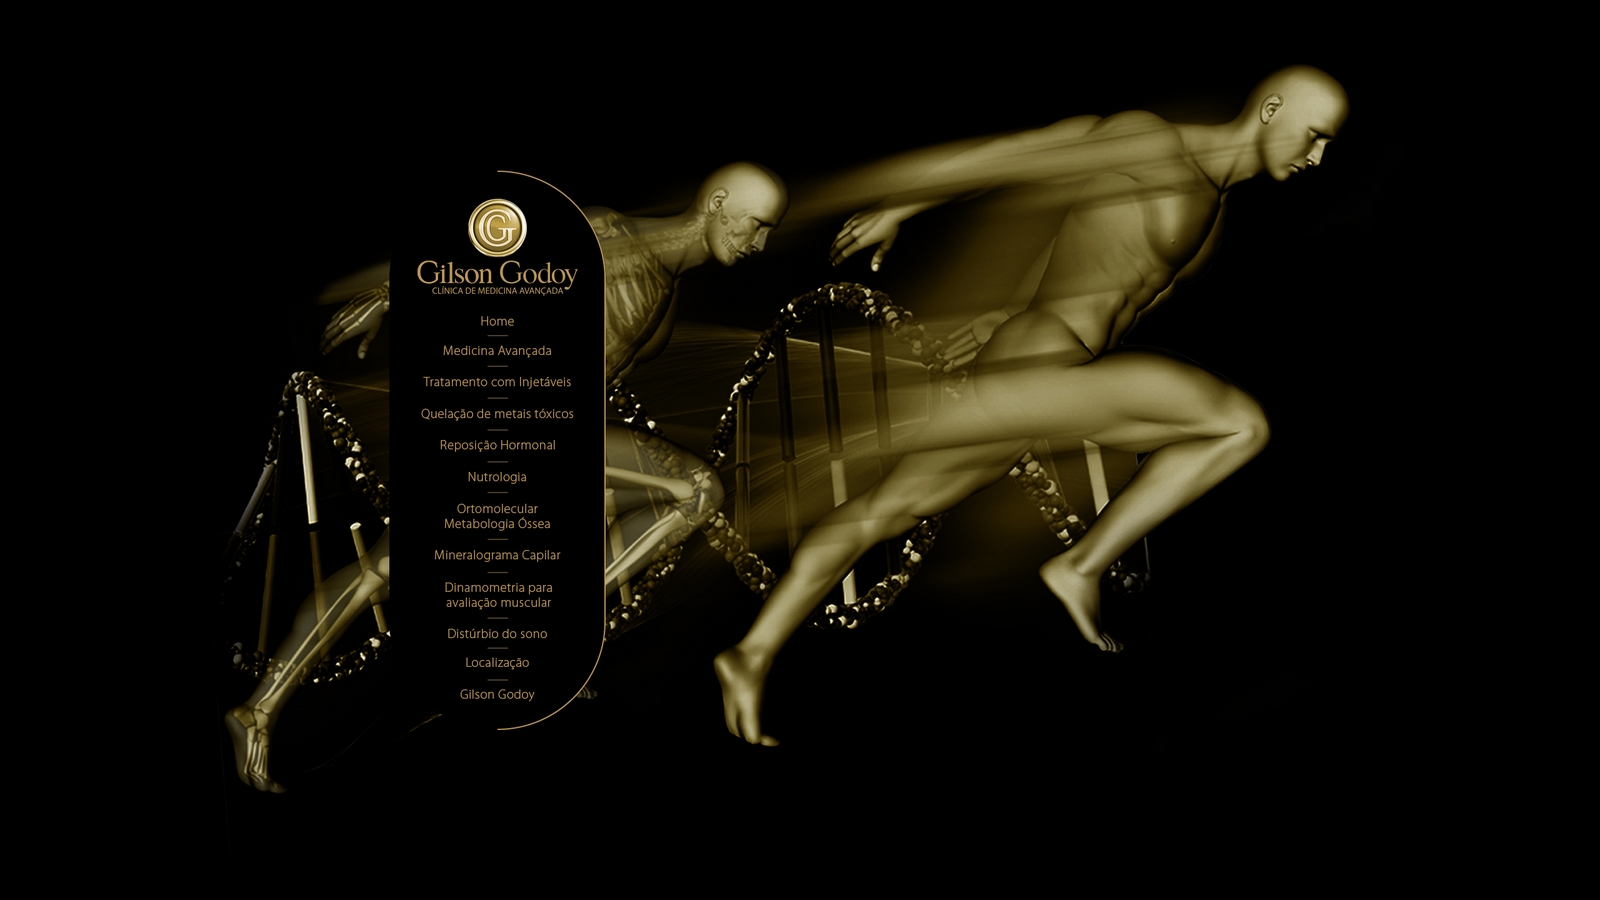 GG
Gilson Godoy
CLÍNICA DE MEDICINA AVANÇADA
Home
Medicina Avançada
Tratamento com Injetáveis
Quelação de metais tóxicos
Reposição Hormonal
Nutrologia
Ortomolecular
Metabologia Óssea
Mineralograma Capilar
Dinamometria para
avaliação muscular
Distúrbio do sono
Localização
Gilson Godoy